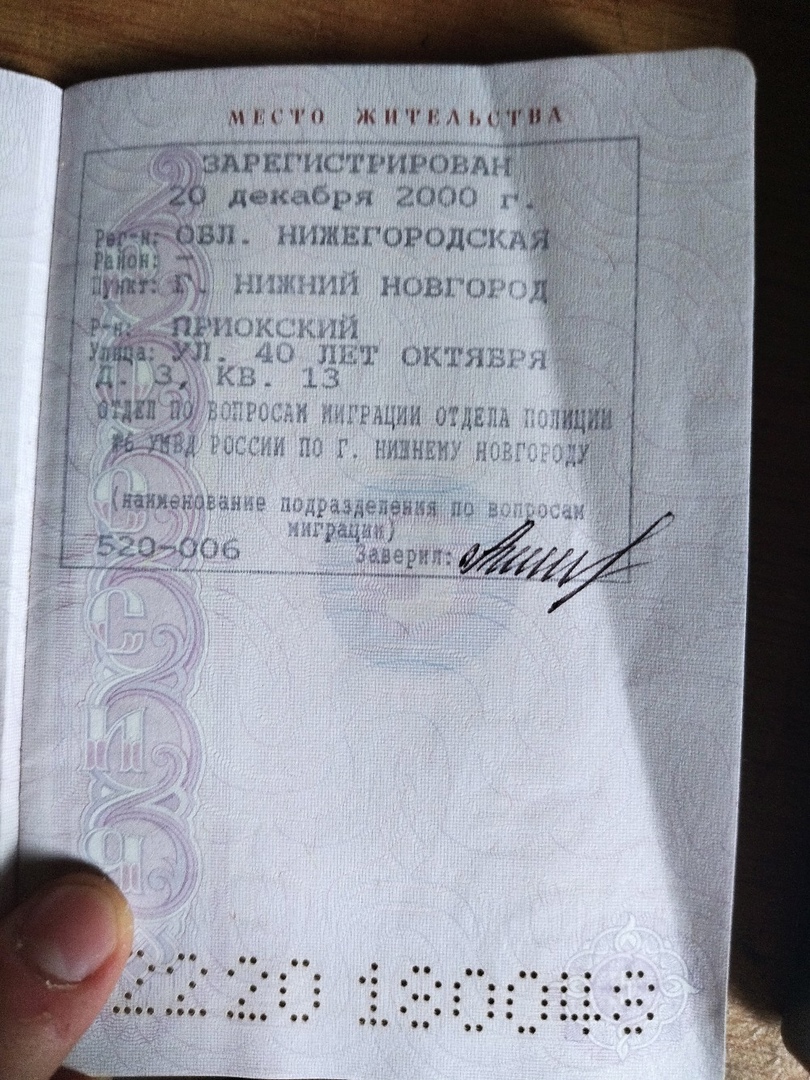 МЕСТО ЖИТЕЛЬСТВА
ЗАРЕГИСТРИРОВАН
20 декабря 2000 г.
Рег-н: ОБЛ. НИЖЕГОРОДСКАЯ
Район: –
Пункт: Г. НИЖНИЙ НОВГОРОД
Р-н: ПРИОКСКИЙ
Улица: УЛ. 40 ЛЕТ ОКТЯБРЯ
Д. 3, КВ. 13
ОТДЕЛ ПО ВОПРОСАМ МИГРАЦИИ ОТДЕЛА ПОЛИЦИИ
№6 УМВД РОССИИ ПО Г. НИЖНЕМУ НОВГОРОДУ
(наименование подразделения по вопросам
миграции)
520-006 Заверил:
2220 180048